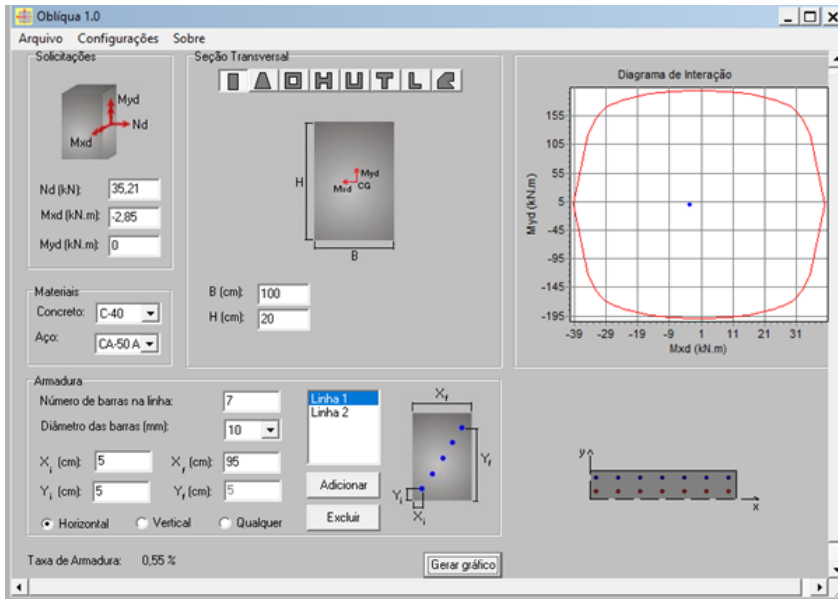 Oblíqua 1.0
Arquivo Configurações Sobre
Solicitações
Myd
Nd
Mxd
Nd (kN): 35,21
Mxd (kN.m): -2,85
Myd (kN.m): 0
Materiais
Concreto: C-40
Aço: CA-50 A
Seção Transversal
H
Myd
Mxd CG
B
B (cm): 100
H (cm): 20
Diagrama de Interação
Myd (kN.m)
155
105
55
5
-45
-95
-145
-195
-39 -29 -19 -9 1 11 21 31
Mxd (kN.m)
Armadura
Número de barras na linha: 7
Diâmetro das barras (mm): 10
Xi (cm): 5 Xf (cm): 95
Yi (cm): 5 Yf (cm): 5
Horizontal Vertical Qualquer
Linha 1
Linha 2
Adicionar
Excluir
Xf
Yf
Yi
Xi
y
x
Taxa de Armadura: 0,55 %
Gerar gráfico